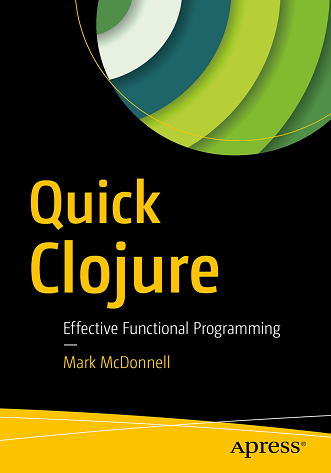 Quick
Clojure
Effective Functional Programming
Mark McDonnell
Apress®